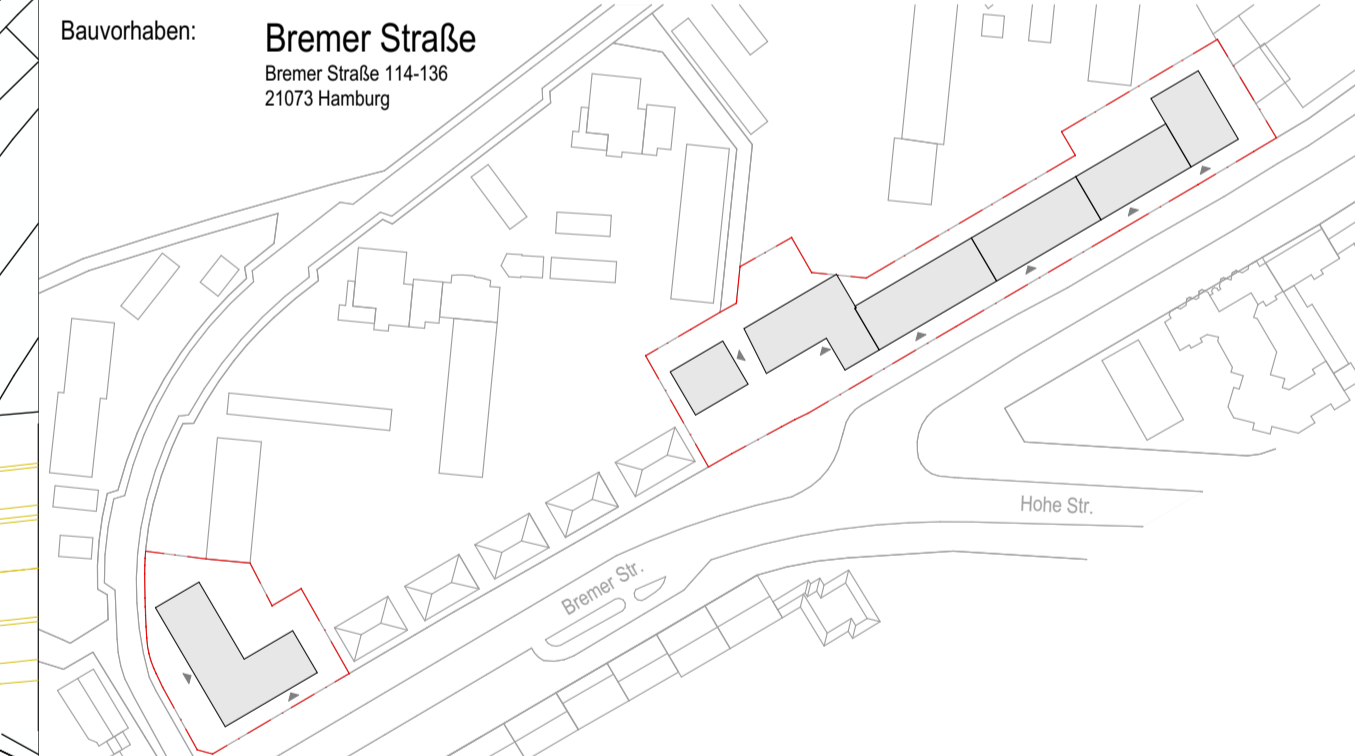 Bauvorhaben:
Bremer Straße
Bremer Straße 114-136
21073 Hamburg
Hohe Str.
Bremer Str.